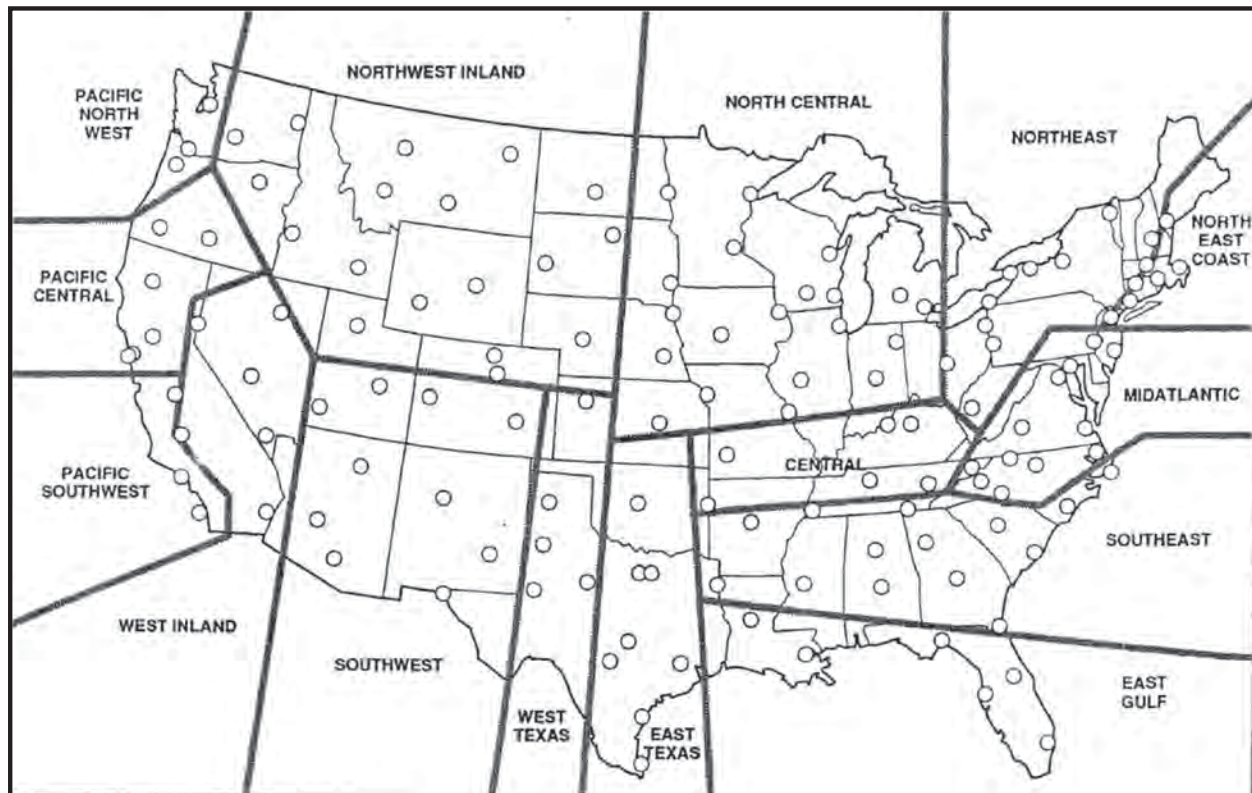 NORTHWEST INLAND
PACIFIC
NORTH
WEST
NORTH CENTRAL
NORTHEAST
NORTH
EAST
COAST
PACIFIC
CENTRAL
MIDATLANTIC
PACIFIC
SOUTHWEST
CENTRAL
SOUTHEAST
WEST INLAND
SOUTHWEST
EAST
GULF
WEST
TEXAS
EAST
TEXAS